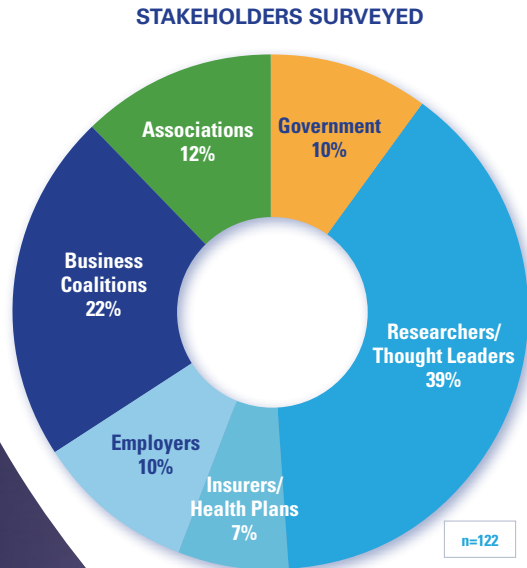 STAKEHOLDERS SURVEYED
Government
10%
Researchers/
Thought Leaders
39%
Insurers/
Health Plans
7%
Employers
10%
Business
Coalitions
22%
Associations
12%
n=122